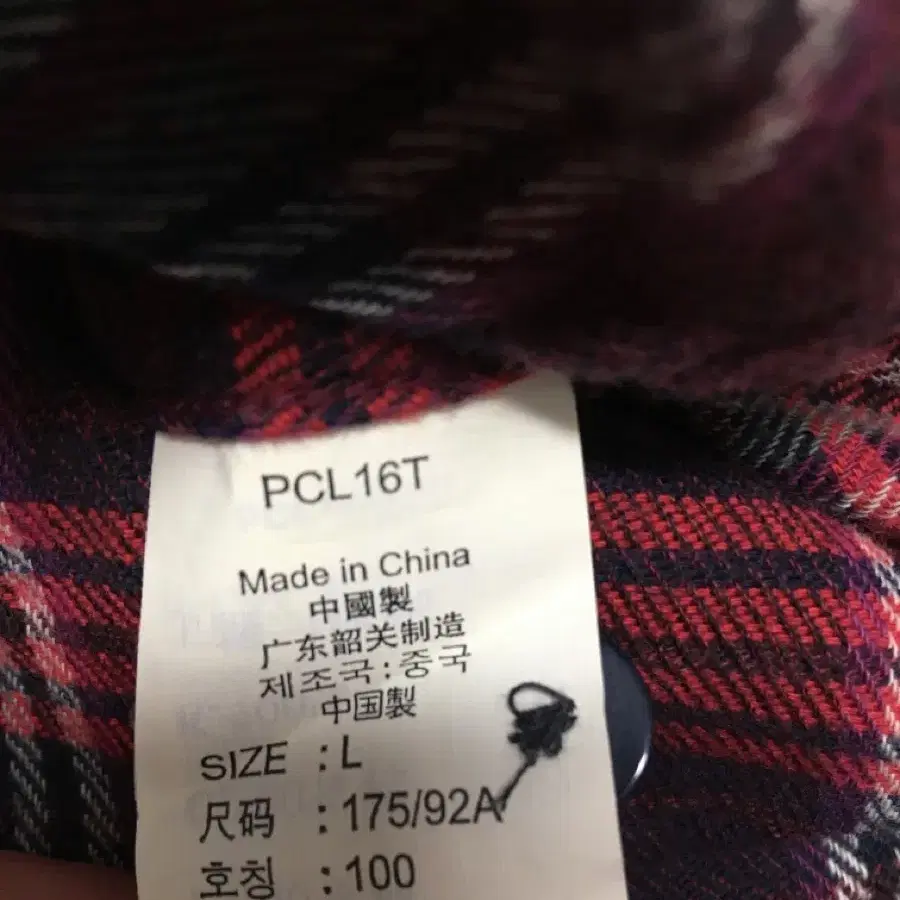 PCL16T
Made in China
中國製
广东韶关制造
제조국:중국
中国製
SIZE : L
尺码 : 175/92A
호칭 : 100